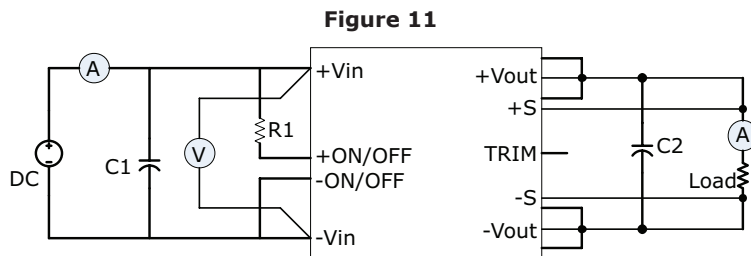 Figure 11
A
+Vin
+Vout
+S
R1
A
C1
V
+ON/OFF
TRIM
C2
DC
-ON/OFF
Load
-S
-Vin
-Vout